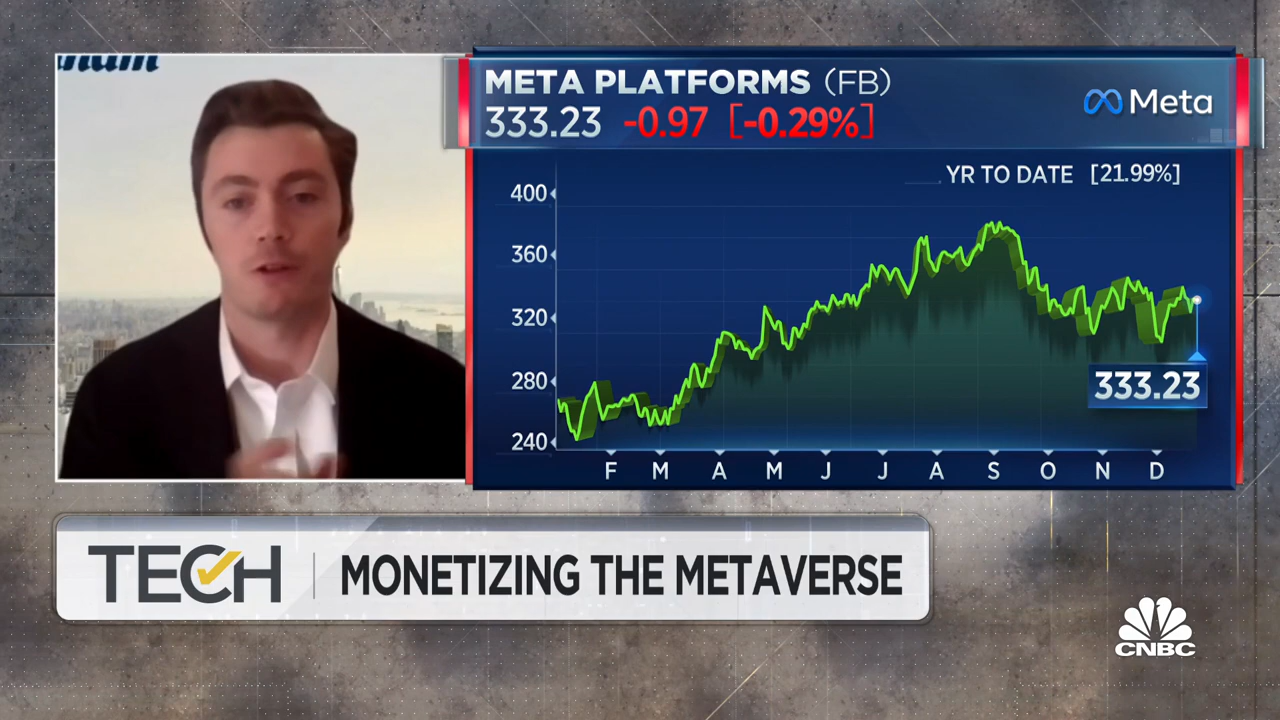 META PLATFORMS (FB)
333.23 -0.97 [-0.29%]
Meta
YR TO DATE [21.99%]
400
360
320
280
240
F M A M J J A S O N D
333.23
TECH
MONETIZING THE METAVERSE
CNBC